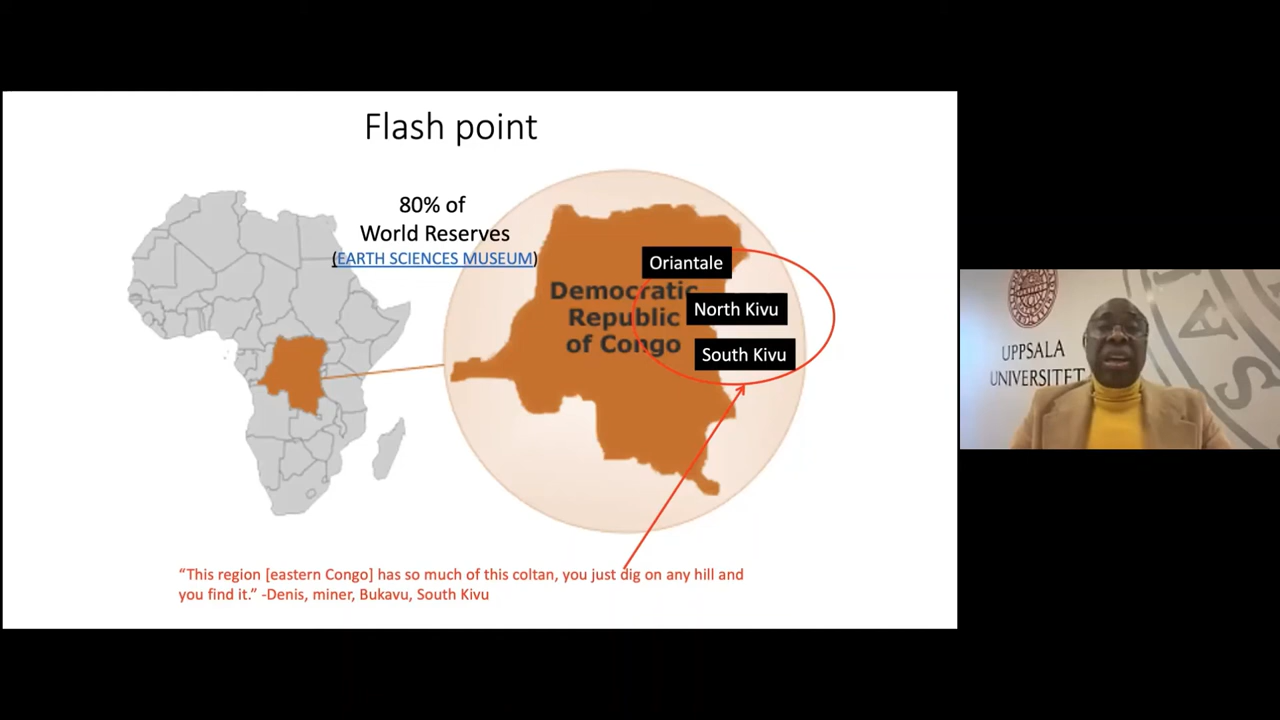 Flash point
80% of
World Reserves
(EARTH SCIENCES MUSEUM)
Democratic
Republic
of Congo
Oriantale
North Kivu
South Kivu
“This region [eastern Congo] has so much of this coltan, you just dig on any hill and
you find it.” -Denis, miner, Bukavu, South Kivu
UPPSALA
UNIVERSITET